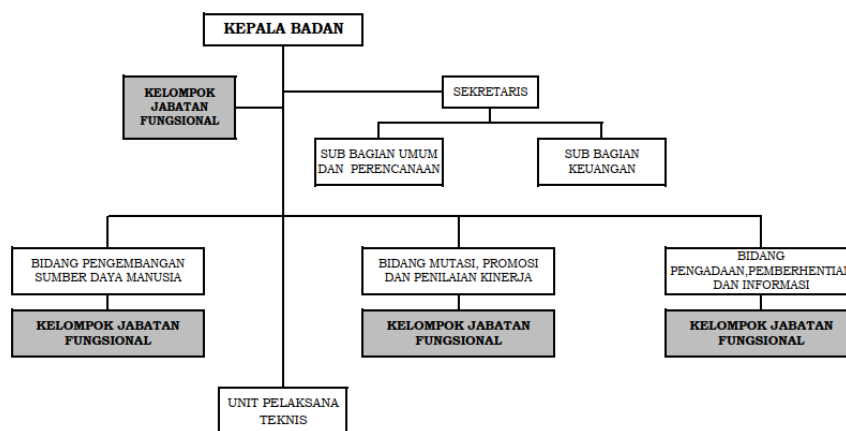 KEPALA BADAN
KELOMPOK
JABATAN
FUNGSIONAL
SEKRETARIS
SUB BAGIAN UMUM
DAN PERENCANAAN
SUB BAGIAN
KEUANGAN
BIDANG PENGEMBANGAN
SUMBER DAYA MANUSIA
BIDANG MUTASI, PROMOSI
DAN PENILAIAN KINERJA
BIDANG
PENGADAAN,PEMBERHENTIAN
DAN INFORMASI
KELOMPOK JABATAN
FUNGSIONAL
KELOMPOK JABATAN
FUNGSIONAL
KELOMPOK JABATAN
FUNGSIONAL
UNIT PELAKSANA
TEKNIS